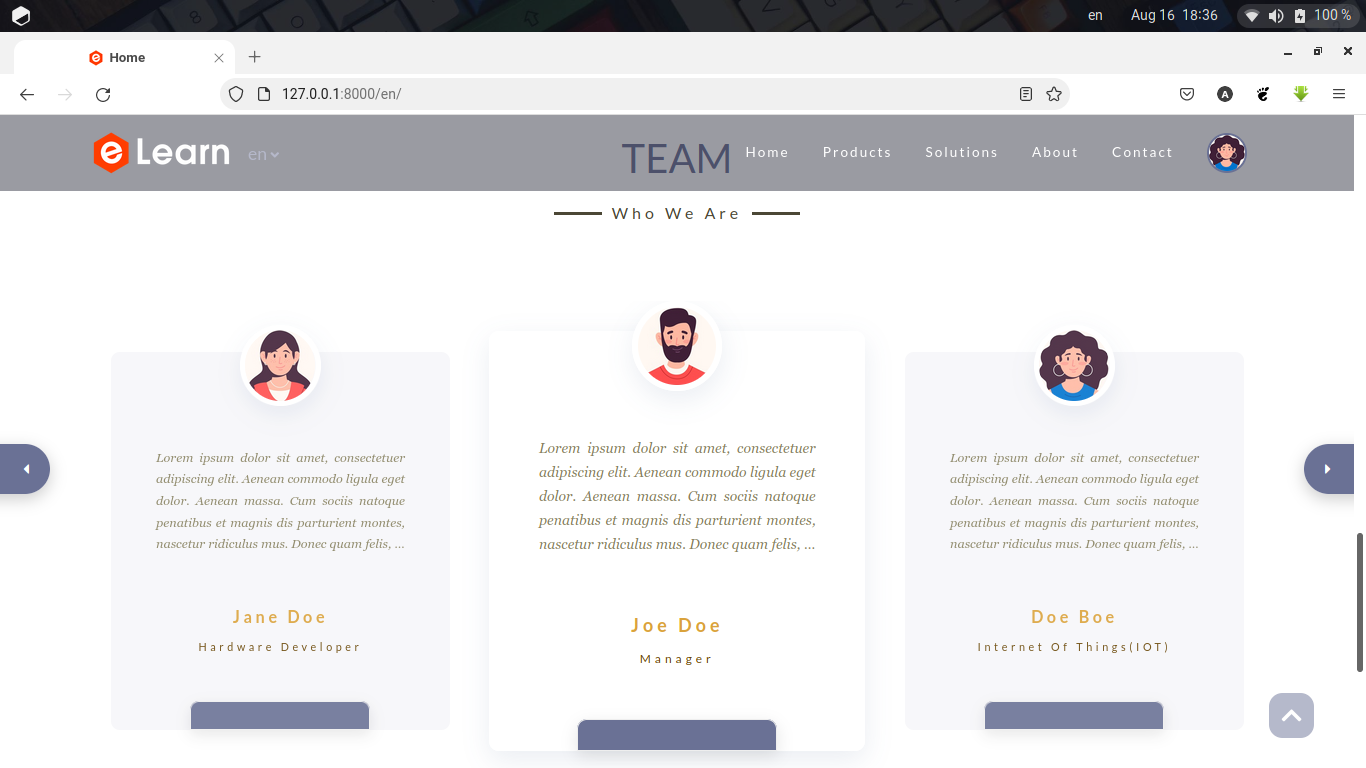 en Aug 16 18:36 100 %
Home
127.0.0.1:8000/en/
e Learn en TEAM Home Products Solutions About Contact
Who We Are
Lorem ipsum dolor sit amet, consectetuer
adipiscing elit. Aenean commodo ligula eget
dolor. Aenean massa. Cum sociis natoque
penatibus et magnis dis parturient montes,
nascetur ridiculus mus. Donec quam felis, ...
Jane Doe
Hardware Developer
Lorem ipsum dolor sit amet, consectetuer
adipiscing elit. Aenean commodo ligula eget
dolor. Aenean massa. Cum sociis natoque
penatibus et magnis dis parturient montes,
nascetur ridiculus mus. Donec quam felis, ...
Joe Doe
Manager
Lorem ipsum dolor sit amet, consectetuer
adipiscing elit. Aenean commodo ligula eget
dolor. Aenean massa. Cum sociis natoque
penatibus et magnis dis parturient montes,
nascetur ridiculus mus. Donec quam felis, ...
Doe Boe
Internet Of Things(IOT)